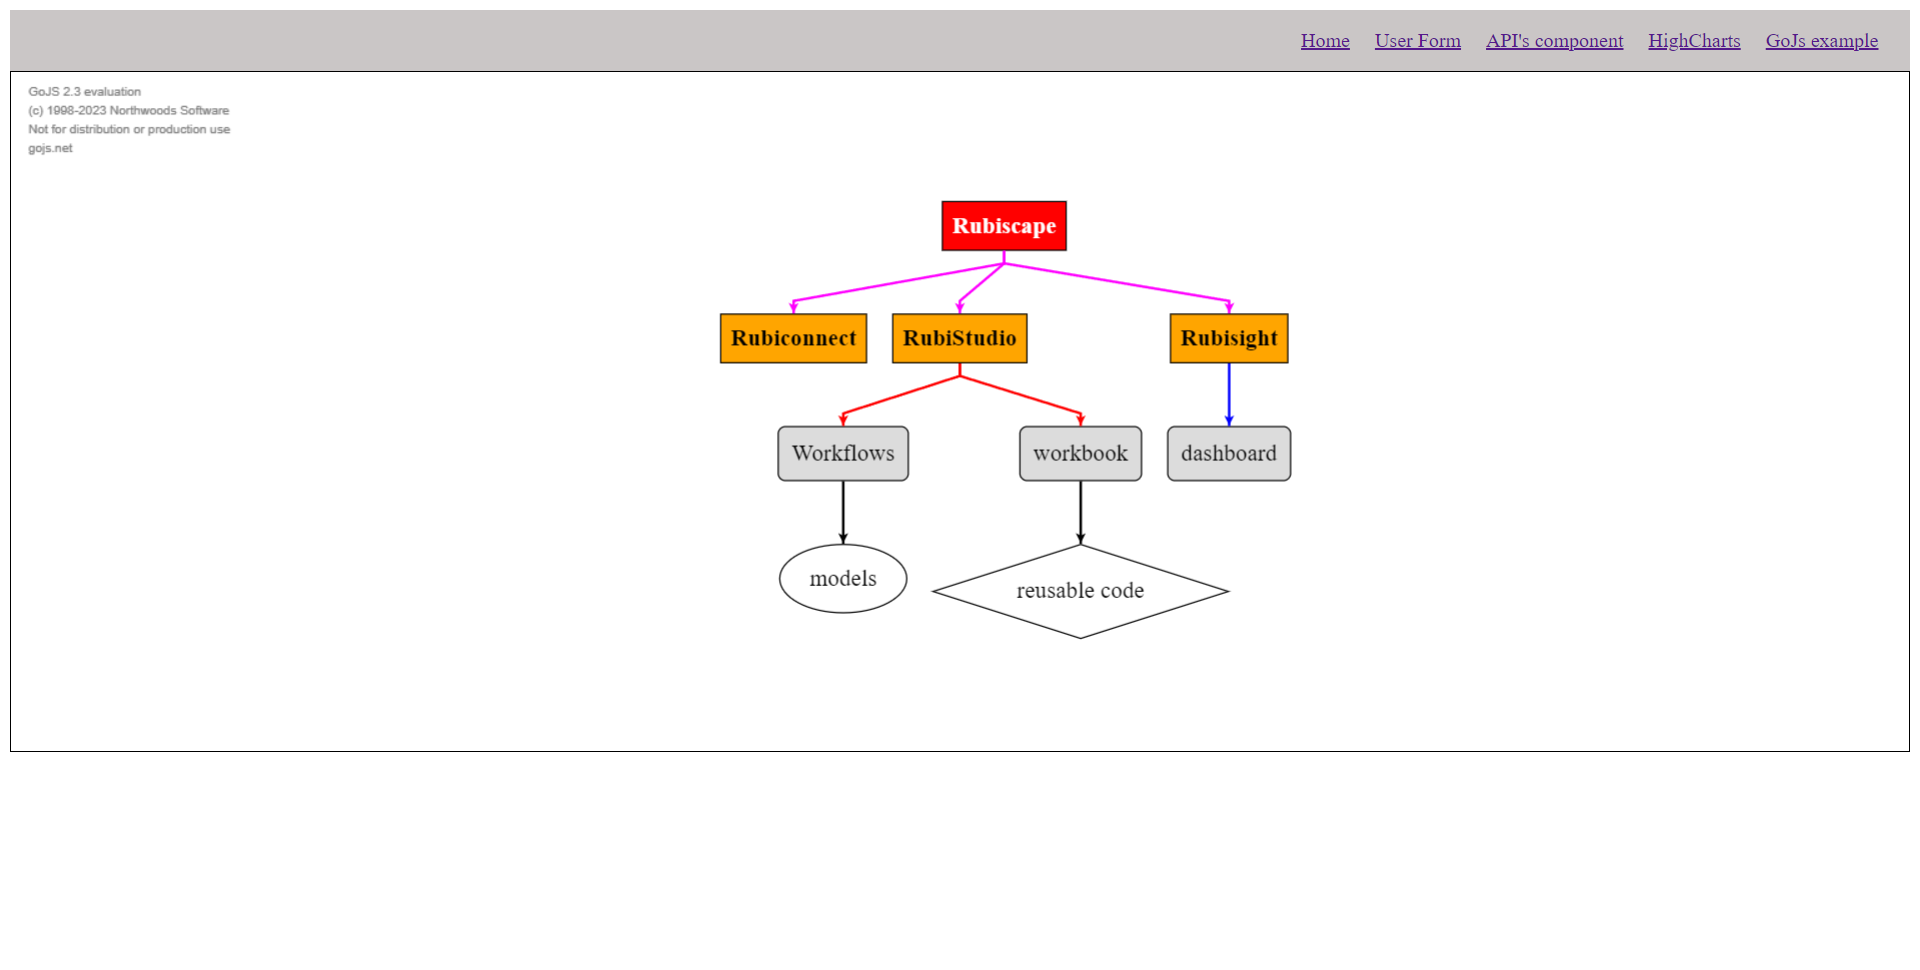 Home User Form API's component HighCharts GoJs example
GoJS 2.3 evaluation
(c) 1998-2023 Northwoods Software
Not for distribution or production use
gojs.net
Rubiscape
Rubiconnect RubiStudio Rubisight
Workflows workbook dashboard
models reusable code